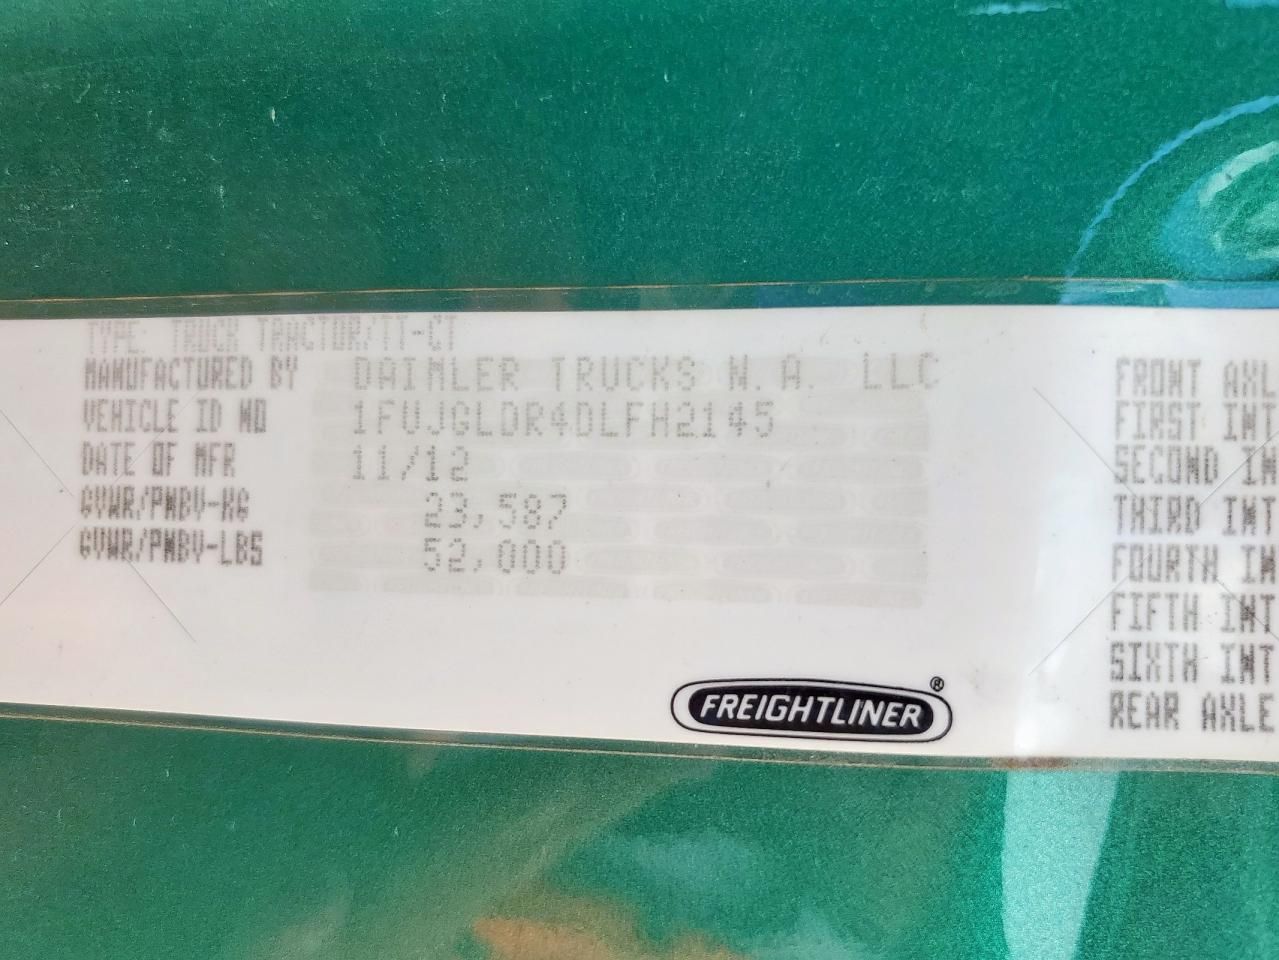 TYPE: TRUCK TRACTOR/TT-CT
MANUFACTURED BY DAIMLER TRUCKS N.A. LLC
VEHICLE ID NO 1FUJGLDR4DLFH2145
DATE OF MFR 11/12
GVWR/PNBV-KG 23,587
GVWR/PNBV-LBS 52,000
FREIGHTLINER®
FRONT AXL
FIRST INT
SECOND IN
THIRD INT
FOURTH IN
FIFTH INT
SIXTH INT
REAR AXLE